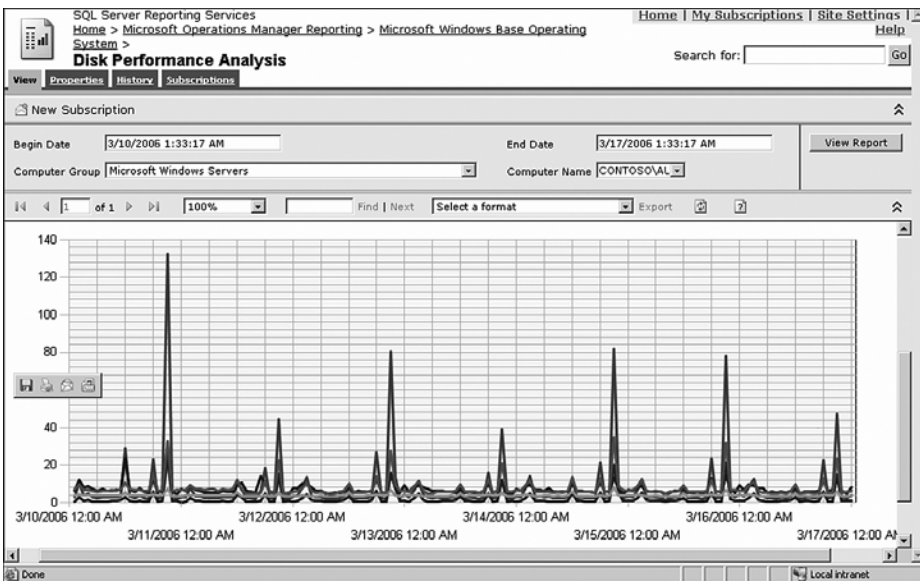 SQL Server Reporting Services
Home | My Subscriptions | Site Settings |
Help
Home > Microsoft Operations Manager Reporting > Microsoft Windows Base Operating
System >
Disk Performance Analysis
Search for:
Go
View Properties History Subscriptions
New Subscription
Begin Date 3/10/2006 1:33:17 AM End Date 3/17/2006 1:33:17 AM View Report
Computer Group Microsoft Windows Servers Computer Name CONTOSO\AL
1 of 1 100% Find | Next Select a format Export
140
120
100
80
40
20
0
3/10/2006 12:00 AM 3/12/2006 12:00 AM 3/14/2006 12:00 AM 3/16/2006 12:00 AM
3/11/2006 12:00 AM 3/13/2006 12:00 AM 3/15/2006 12:00 AM 3/17/2006 12:00 AM
Done Local intranet